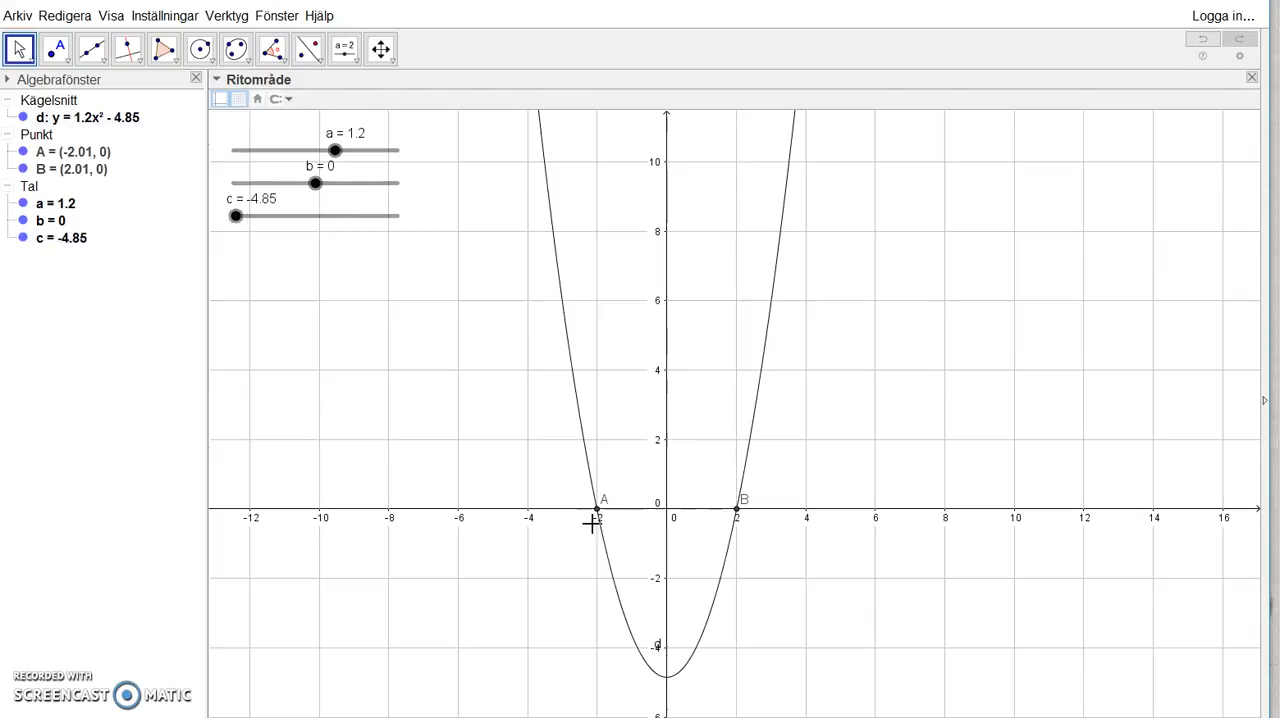 Arkiv Redigera Visa Inställningar Verktyg Fönster Hjälp
Logga in...
A
a=2
Algebrafönster
Ritområde
Kägelsnitt
d: y = 1.2x² - 4.85
Punkt
A = (-2.01, 0)
B = (2.01, 0)
Tal
a = 1.2
b = 0
c = -4.85
a = 1.2
b = 0
c = -4.85
10
8
6
4
2
0
A
B
-12 -10 -8 -6 -4 -2 0 2 4 6 8 10 12 14 16
-2
d
-4
-6
RECORDED WITH
SCREENCAST MATIC